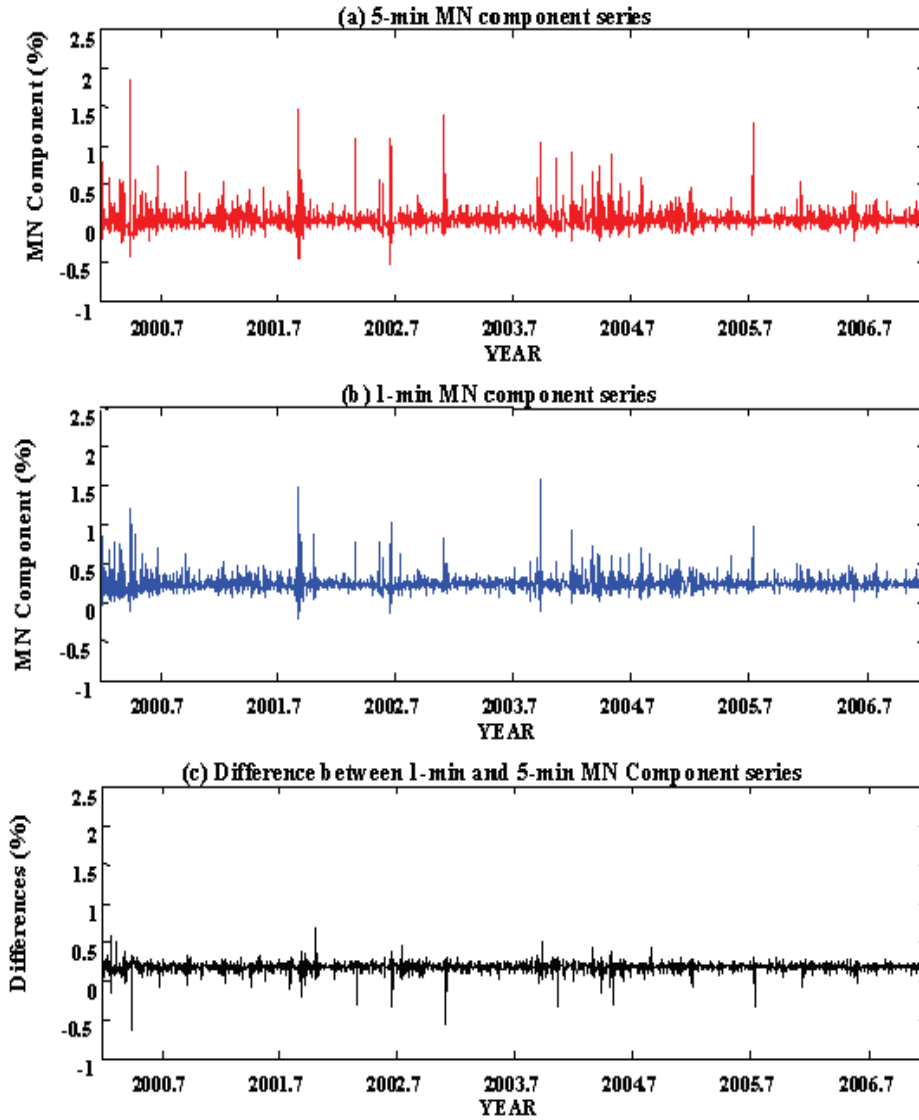 (a) 5-min MN component series
MN Component (%)
2.5
2
1.5
1
0.5
0
-0.5
-1
2000.7 2001.7 2002.7 2003.7 2004.7 2005.7 2006.7
YEAR
(b) 1-min MN component series
MN Component (%)
2.5
2
1.5
1
0.5
0
-0.5
-1
2000.7 2001.7 2002.7 2003.7 2004.7 2005.7 2006.7
YEAR
(c) Difference between 1-min and 5-min MN Component series
Differences (%)
2.5
2
1.5
1
0.5
0
-0.5
-1
2000.7 2001.7 2002.7 2003.7 2004.7 2005.7 2006.7
YEAR